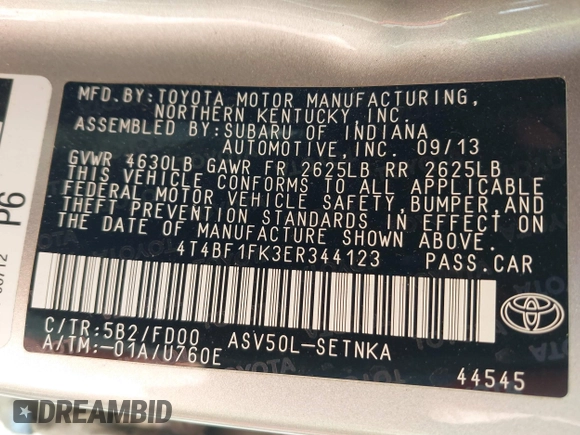 MFD.BY:TOYOTA MOTOR MANUFACTURING,
NORTHERN KENTUCKY, INC.
ASSEMBLED BY:SUBARU OF INDIANA
AUTOMOTIVE,INC. 09/13
GVWR 4630LB GAWR FR 2625LB RR 2625LB
THIS VEHICLE CONFORMS TO ALL APPLICABLE
FEDERAL MOTOR VEHICLE SAFETY,BUMPER,AND
THEFT PREVENTION STANDARDS IN EFFECT ON
THE DATE OF MANUFACTURE SHOWN ABOVE.
4T4BF1FK3ER344123 PASS.CAR
C/TR:5B2/FD00 ASV50L-SETNKA
A/TM:-01A/U760E
44545
TOYOTA
P6
DREAMBID